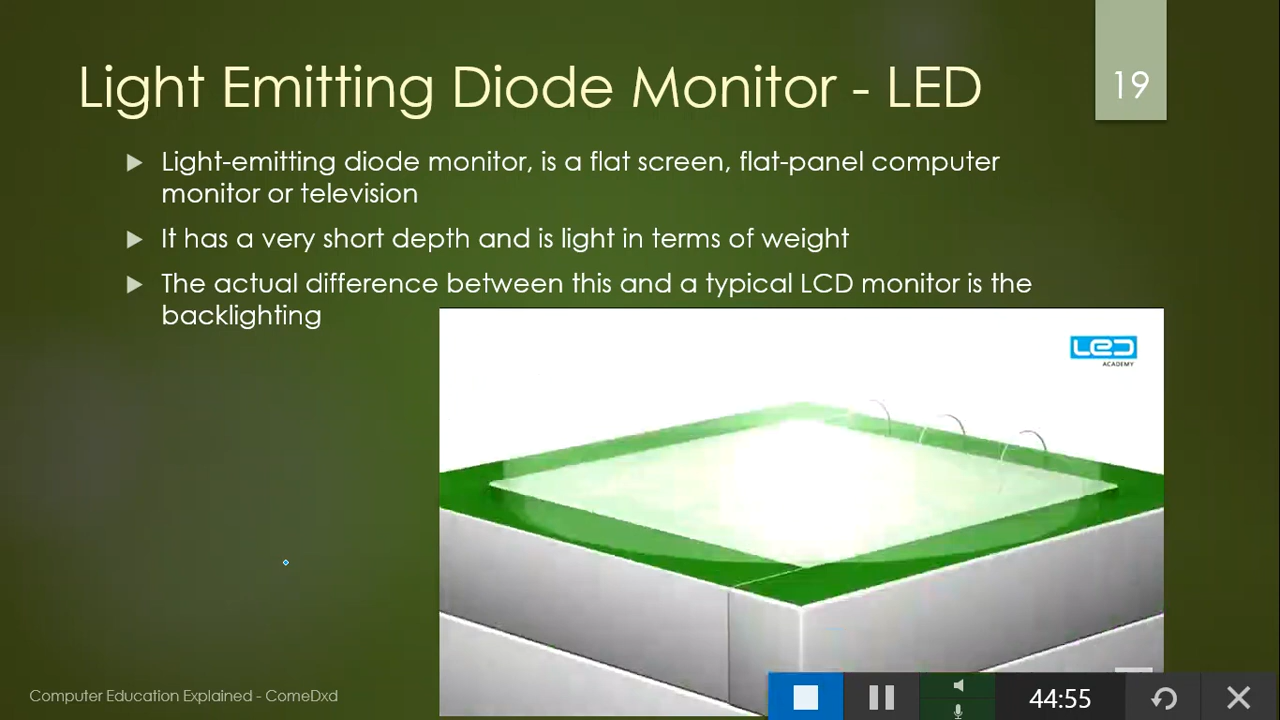 Light Emitting Diode Monitor - LED
19
Light-emitting diode monitor, is a flat screen, flat-panel computer
monitor or television
It has a very short depth and is light in terms of weight
The actual difference between this and a typical LCD monitor is the
backlighting
LED
ACADEMY
Computer Education Explained - ComeDxd
44:55